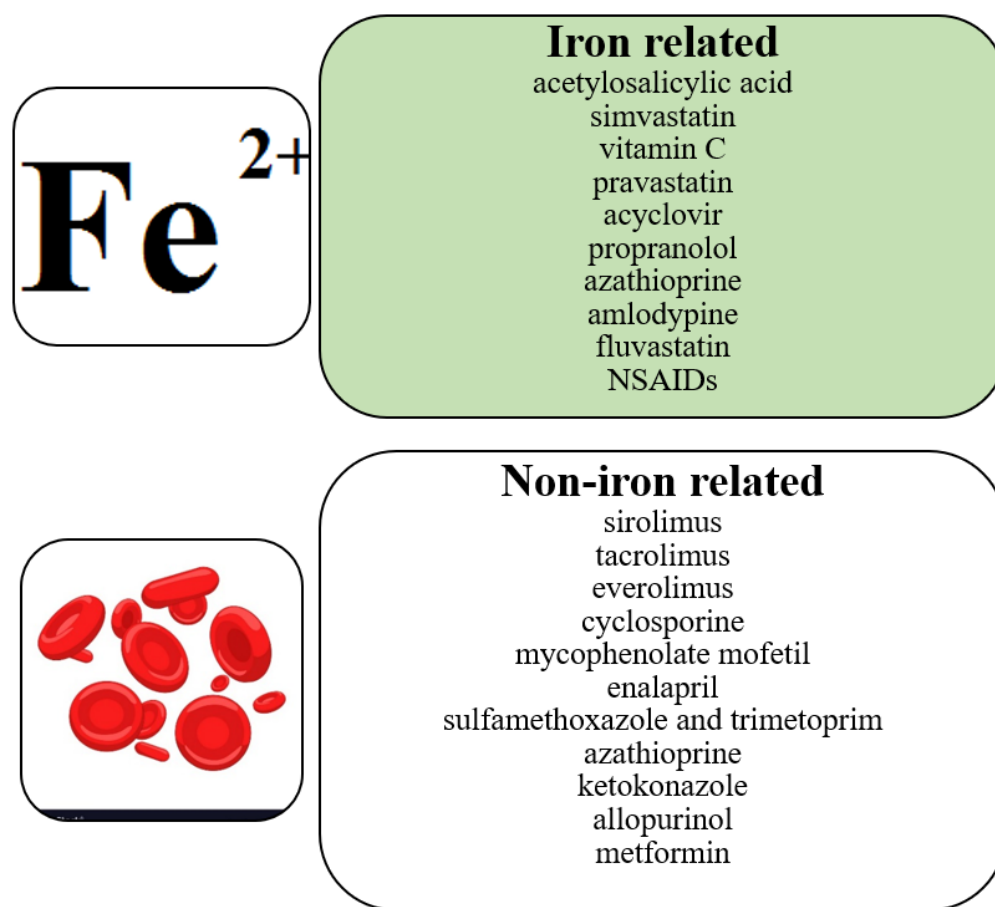 Fe 2+
Iron related
acetylosalicylic acid
simvastatin
vitamin C
pravastatin
acyclovir
propranolol
azathioprine
amlodypine
fluvastatin
NSAIDs
Non-iron related
sirolimus
tacrolimus
everolimus
cyclosporine
mycophenolate mofetil
enalapril
sulfamethoxazole and trimetoprim
azathioprine
ketokonazole
allopurinol
metformin